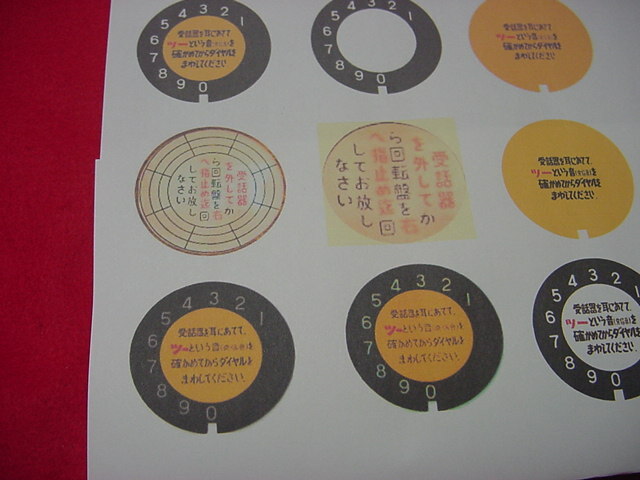 1
2
3
4
5
6
7
8
9
0
受話器を耳にあてて、
ツーという音を
確かめてからダイヤルを
まわしてください
1
2
3
4
5
6
7
8
9
0
受話器を耳にあてて、
ツーという音を
確かめてからダイヤルを
まわしてください
受話器
を外してか
ら回転盤を右
へ指止め迄回
してお放し
なさい
受話器
を外してか
ら回転盤を右
へ指止め迄回
してお放し
なさい
受話器を耳にあてて、
ツーという音を
確かめてからダイヤルを
まわしてください.
1
2
3
4
5
6
7
8
9
0
受話器を耳にあてて、
ツーという音を
確かめてからダイヤルを
まわしてください.
1
2
3
4
5
6
7
8
9
0
受話器を耳にあてて、
ツーという音を
確かめてからダイヤルを
まわしてください.
2
3
4
5
6
7
8
9
0
受話器を耳にあてて、
ツーという音を
確かめてからダイヤルを
まわしてください.